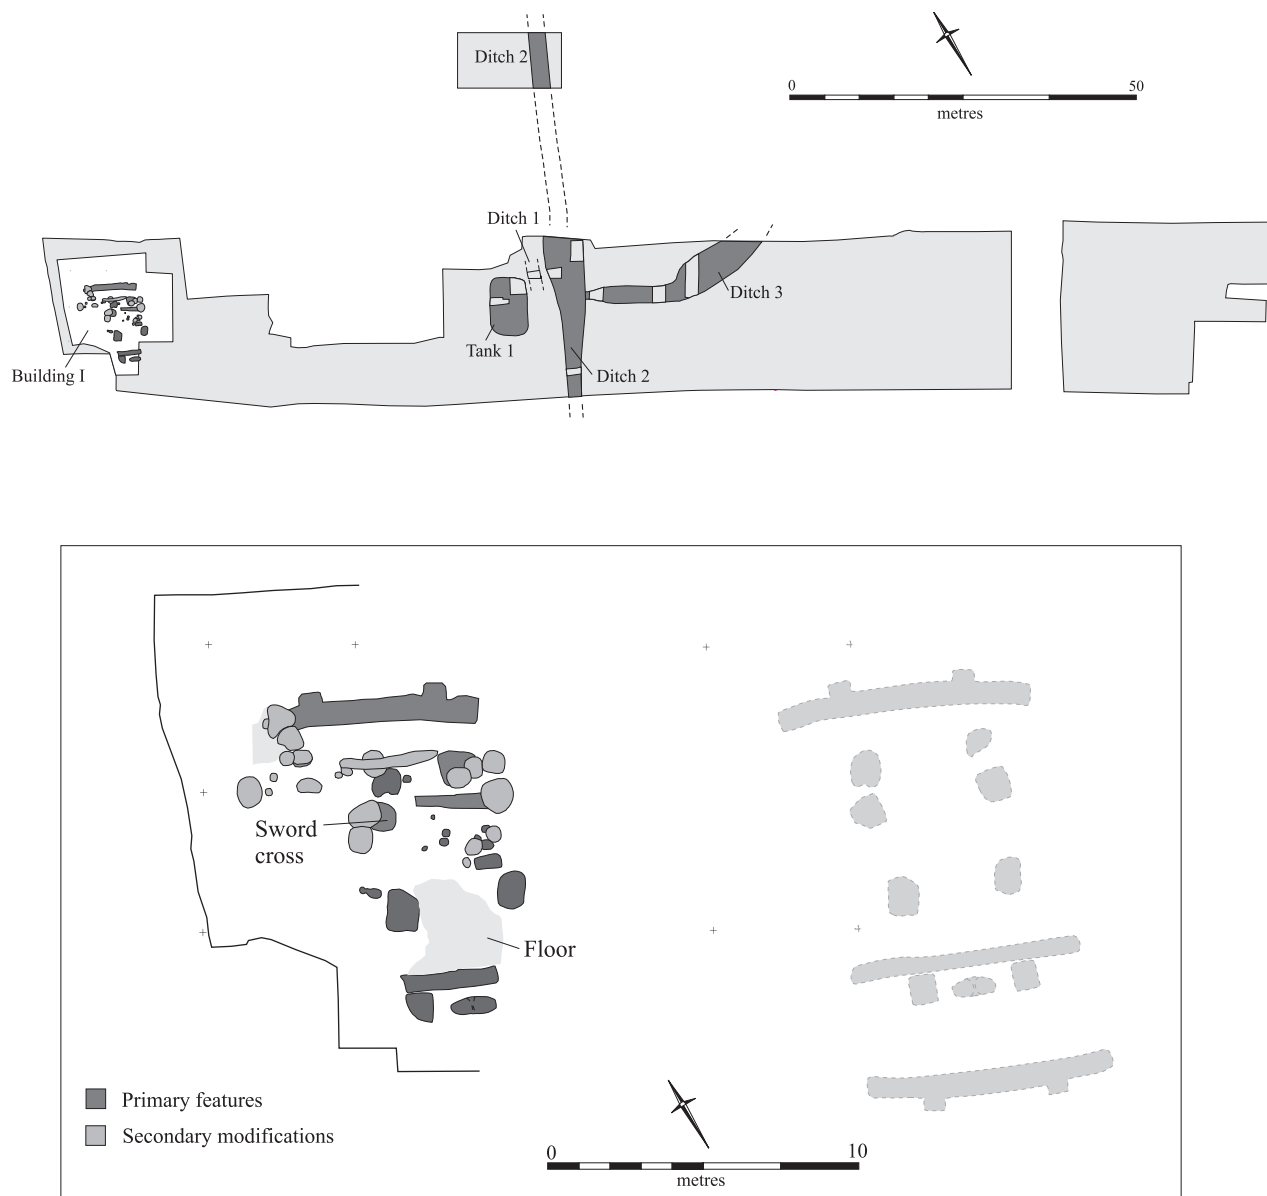 Ditch 2
0 50
metres
Ditch 1
Ditch 3
Tank 1
Building I
Ditch 2
Sword
cross
Floor
Primary features
Secondary modifications
0 10
metres